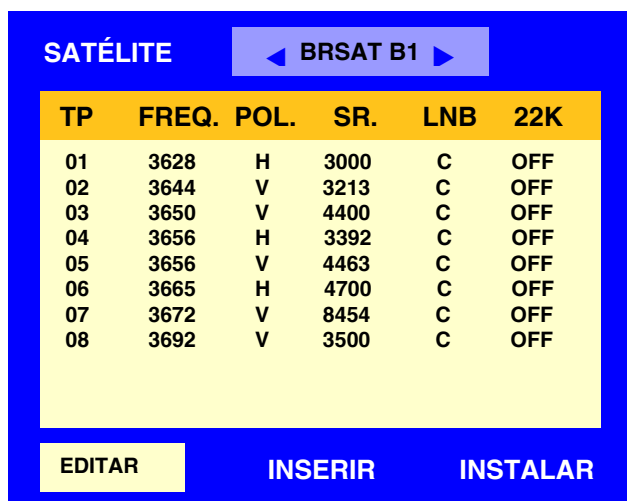 SATÉLITE BRSAT B1
TP FREQ. POL. SR. LNB 22K
01 3628 H 3000 C OFF
02 3644 V 3213 C OFF
03 3650 V 4400 C OFF
04 3656 H 3392 C OFF
05 3656 V 4463 C OFF
06 3665 H 4700 C OFF
07 3672 V 8454 C OFF
08 3692 V 3500 C OFF
EDITAR INSERIR INSTALAR